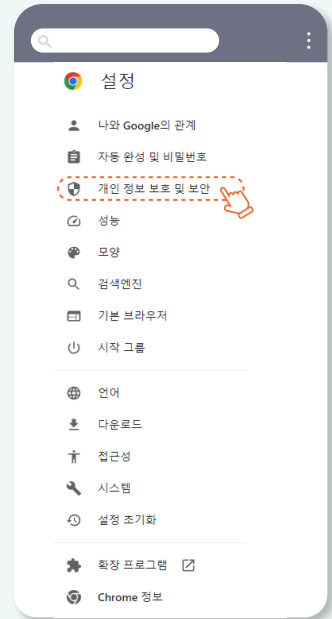 설정
나와 Google의 관계
자동 완성 및 비밀번호
개인 정보 보호 및 보안
성능
모양
검색엔진
기본 브라우저
시작 그룹
언어
다운로드
접근성
시스템
설정 초기화
확장 프로그램
Chrome 정보